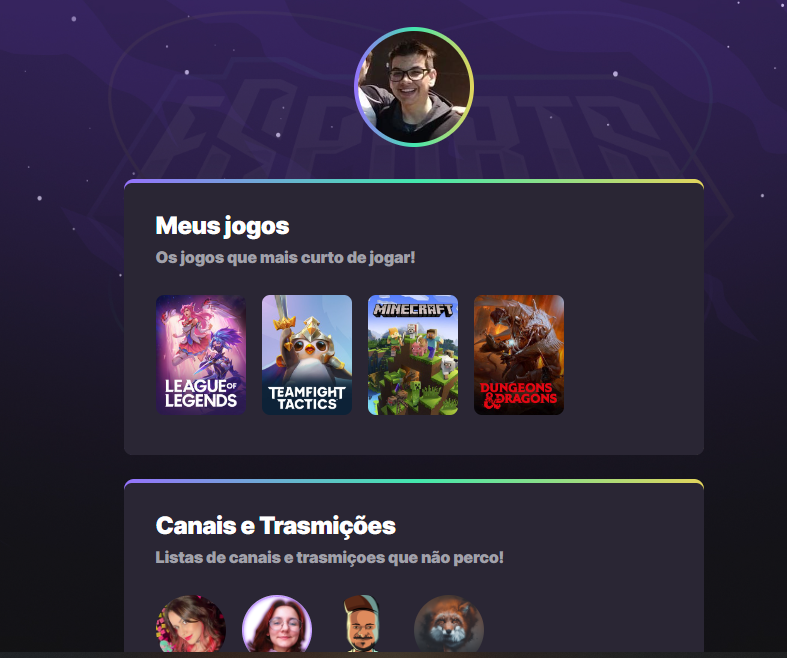 ESPORTS
Meus jogos
Os jogos que mais curto de jogar!
LEAGUE OF
LEGENDS
TEAMFIGHT
TACTICS
MINECRAFT
DUNGEONS
& DRAGONS
Canais e Trasmições
Listas de canais e trasmiçoes que não perco!